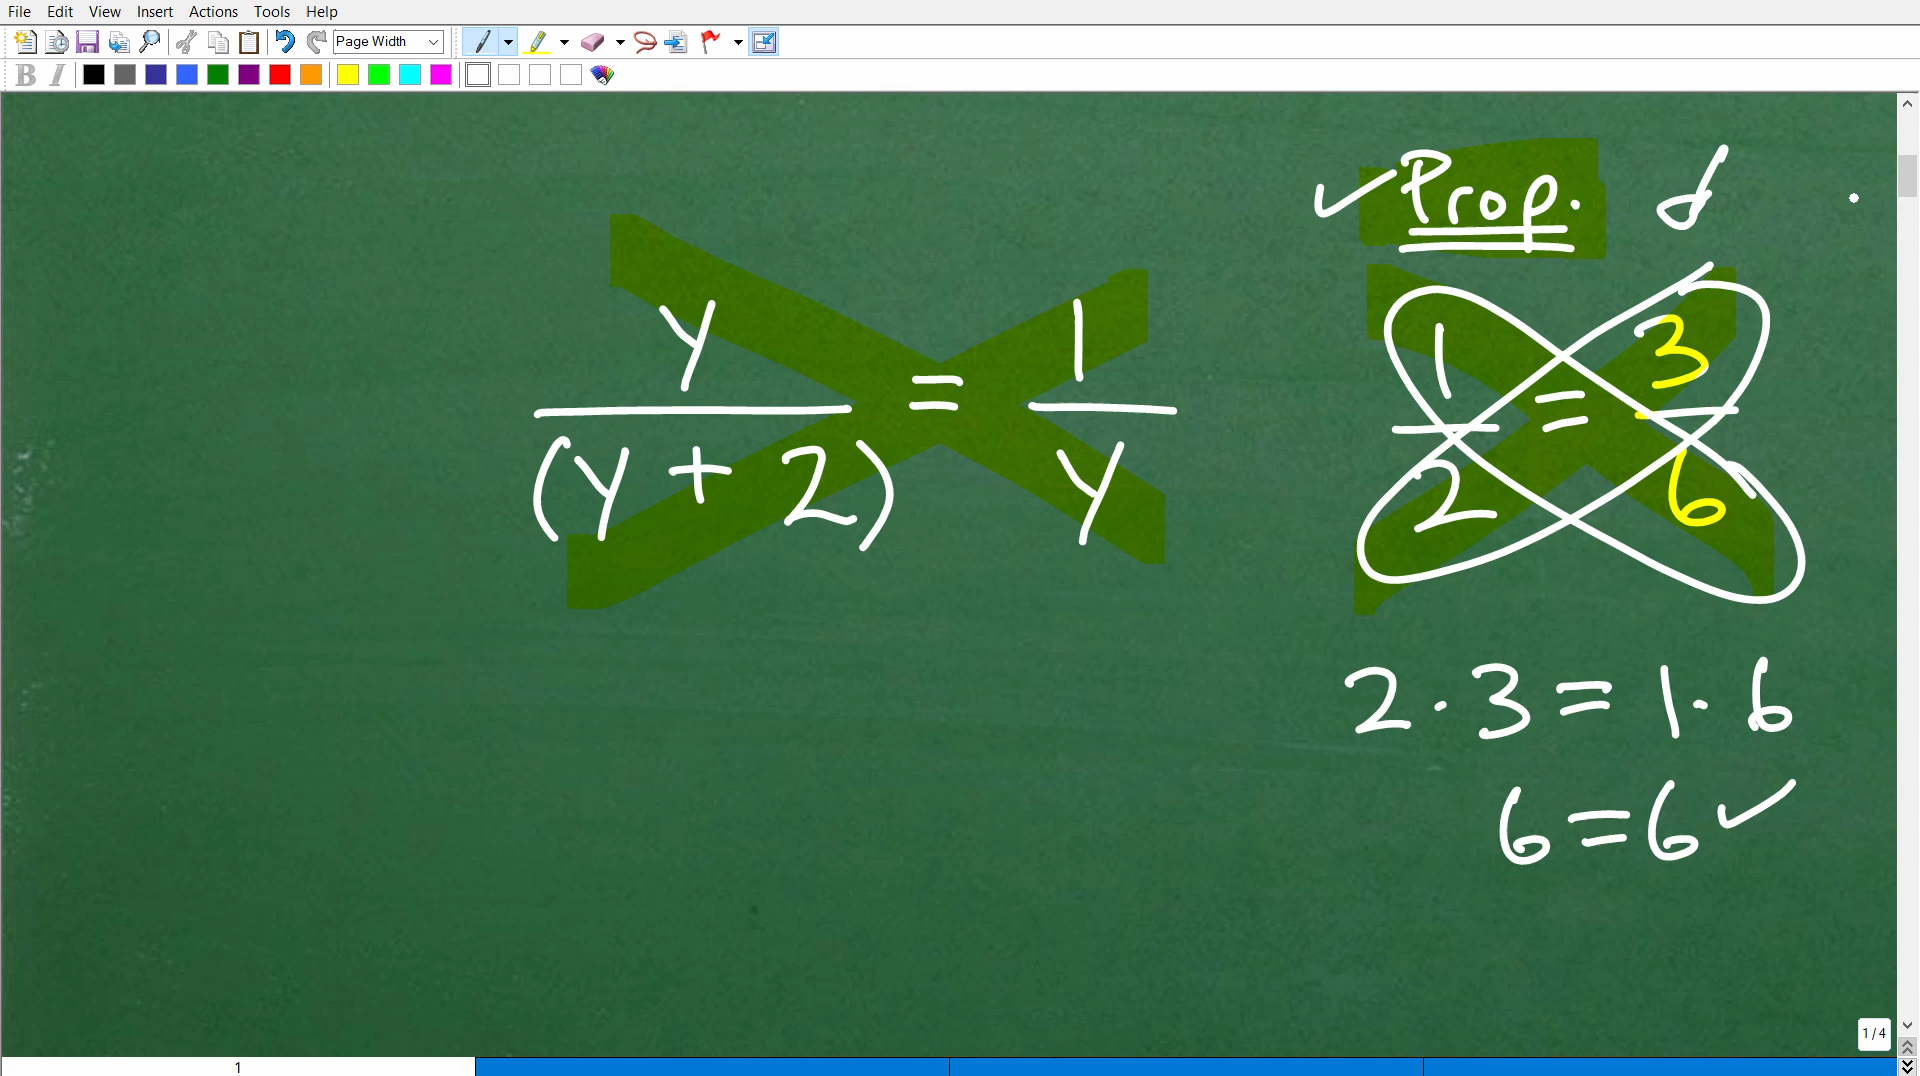 File Edit View Insert Actions Tools Help
Page Width
B I
✓ Prop.
y/(y + 2) = 1/y
1/2 = 3/6
2 · 3 = 1 · 6
6 = 6 ✓
1 / 4
1